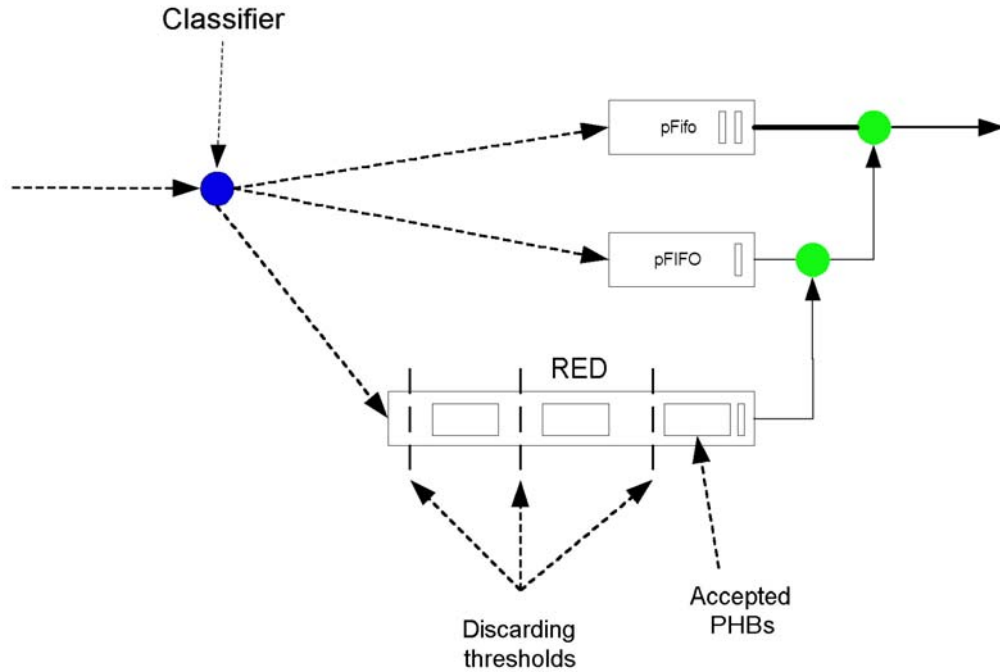 Classifier
pFifo
pFIFO
RED
Discarding
thresholds
Accepted
PHBs